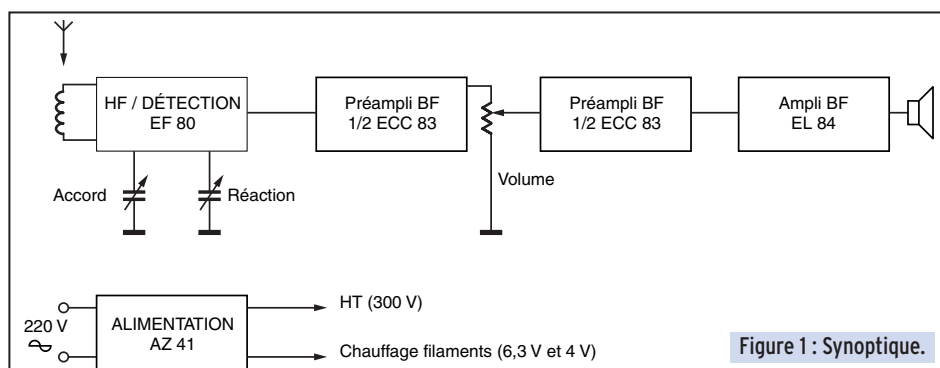 HF / DÉTECTION
EF 80
Préampli BF
1/2 ECC 83
Préampli BF
1/2 ECC 83
Ampli BF
EL 84
Accord
Réaction
Volume
220 V
ALIMENTATION
AZ 41
HT (300 V)
Chauffage filaments (6,3 V et 4 V)
Figure 1 : Synoptique.